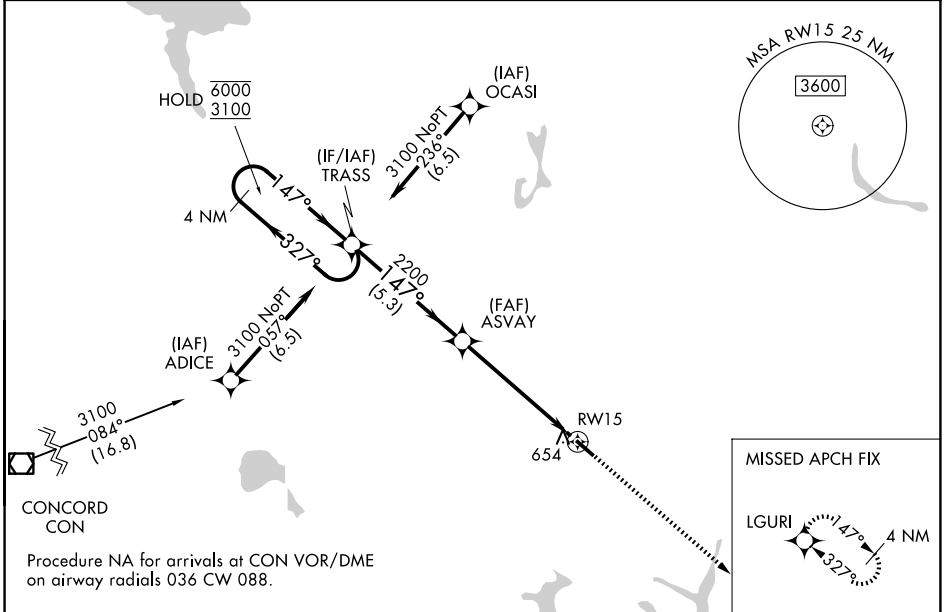 MSA RW15 25 NM
3600
HOLD
6000
3100
(IAF)
OCASI
3100 NoPT
236°
(6.5)
(IF/IAF)
TRASS
147°
4 NM
327°
2200
147°
(5.3)
(FAF)
ASVAY
3100 NoPT
057°
(6.5)
(IAF)
ADICE
3100
084°
(16.8)
RW15
654
CONCORD
CON
Procedure NA for arrivals at CON VOR/DME
on airway radials 036 CW 088.
MISSED APCH FIX
LGURI
147°
4 NM
327°